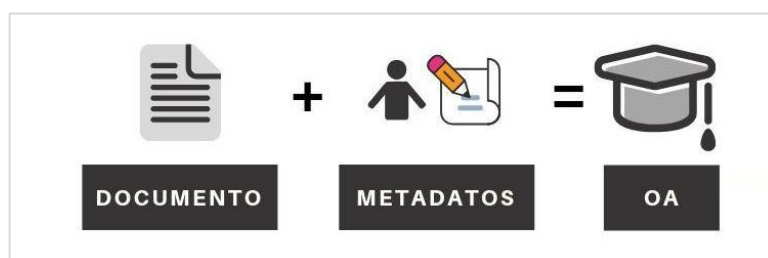 + =
DOCUMENTO METADATOS OA